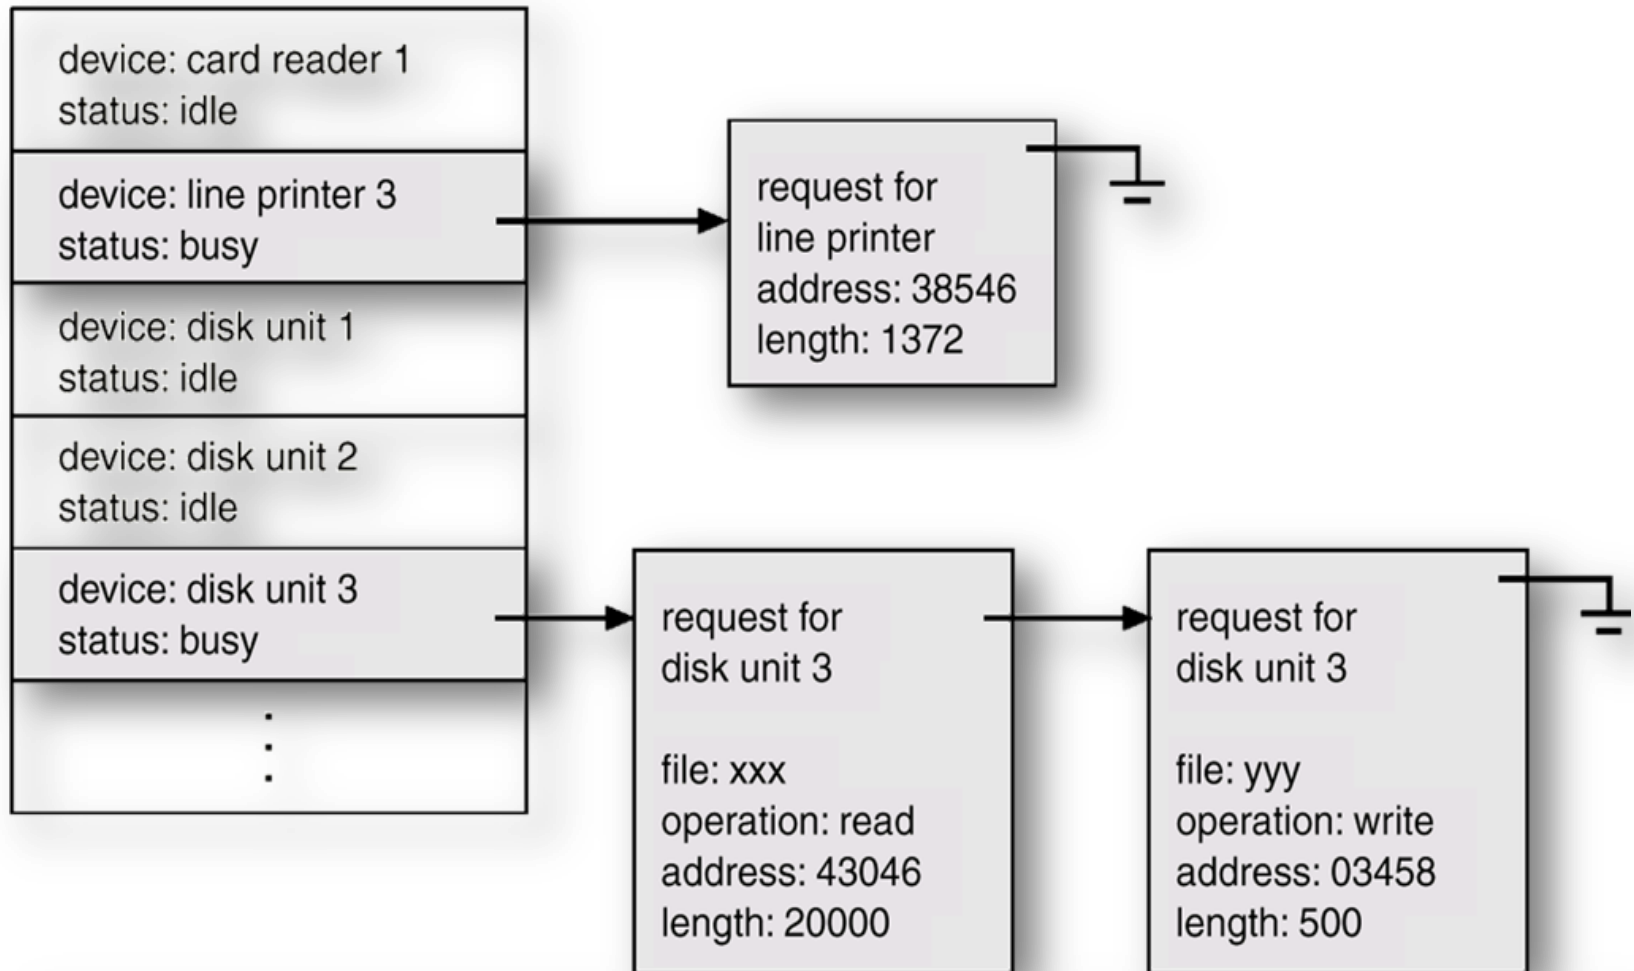 device: card reader 1
status: idle
device: line printer 3
status: busy
device: disk unit 1
status: idle
device: disk unit 2
status: idle
device: disk unit 3
status: busy
request for
line printer
address: 38546
length: 1372
request for
disk unit 3
file: xxx
operation: read
address: 43046
length: 20000
request for
disk unit 3
file: yyy
operation: write
address: 03458
length: 500